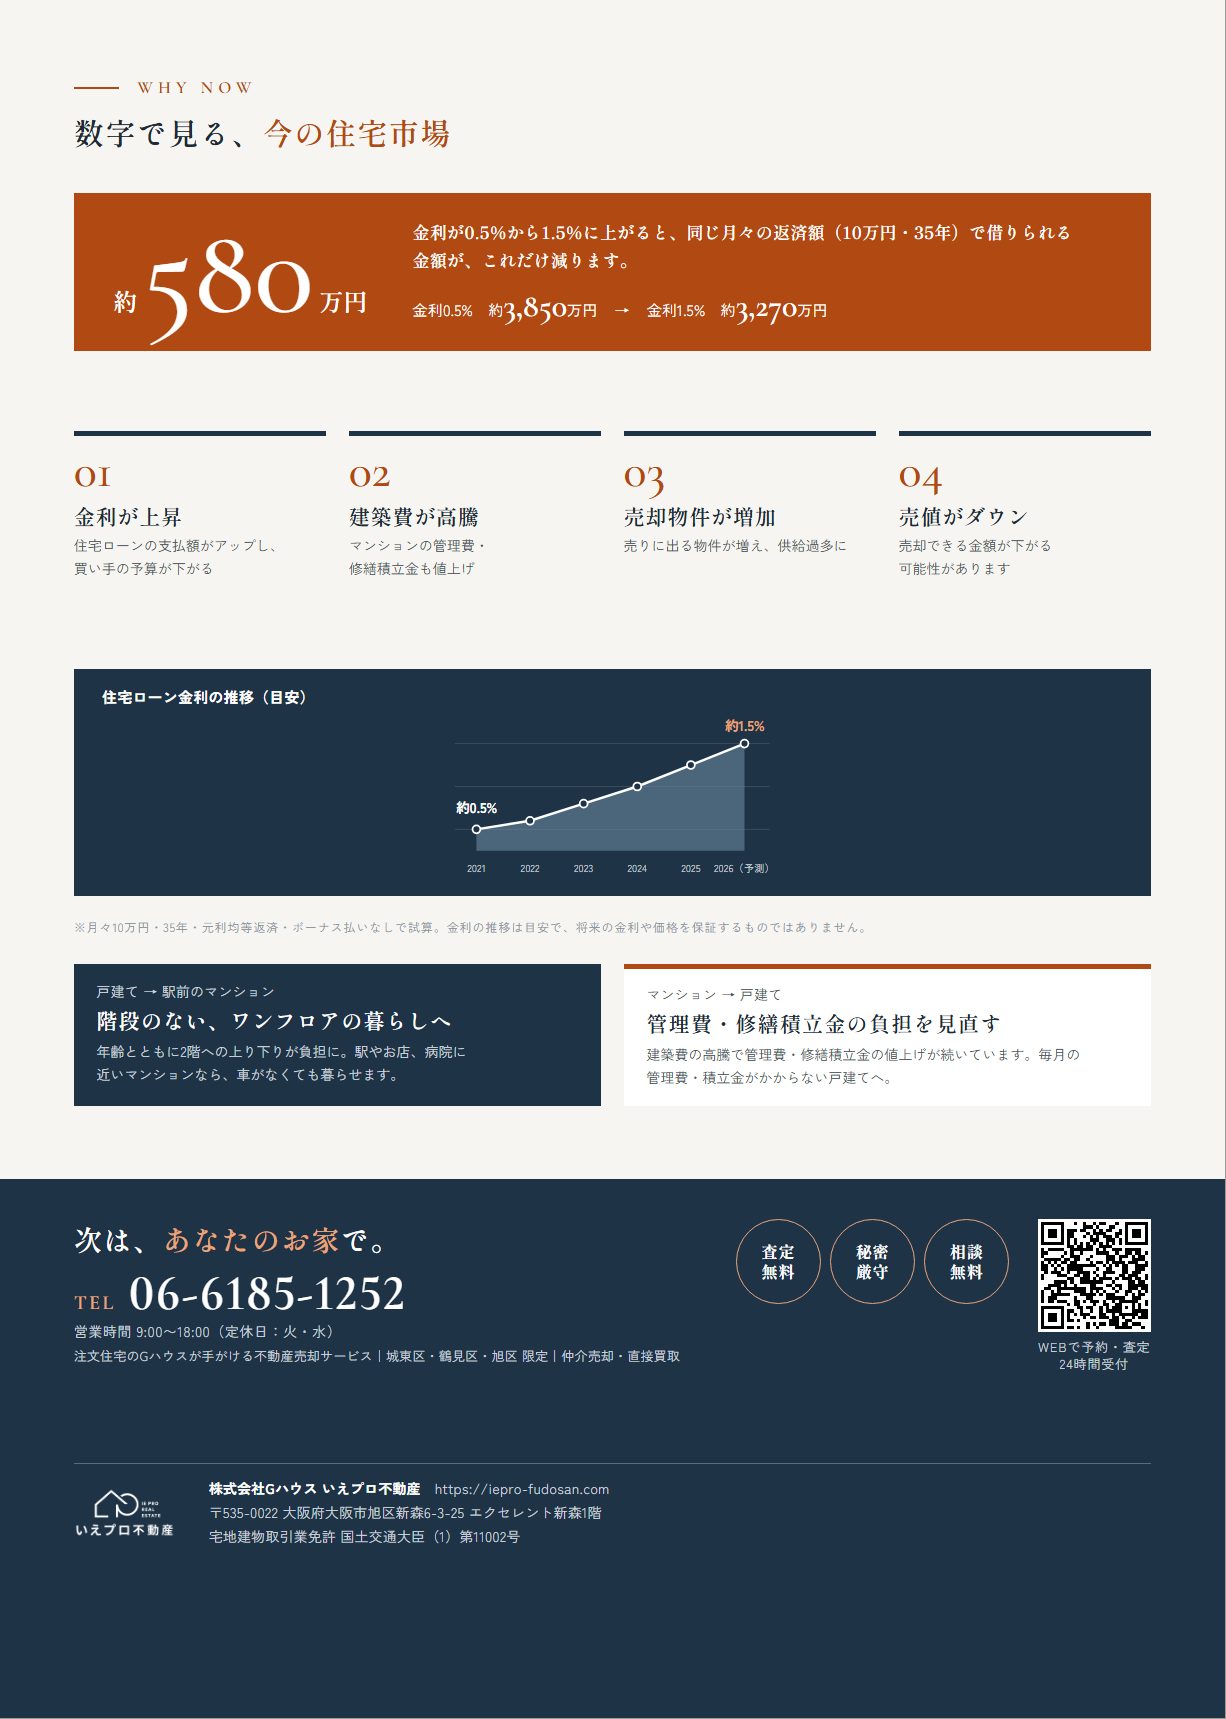 WHY NOW
数字で見る、今の住宅市場
約580万円
金利が0.5%から1.5%に上がると、同じ月々の返済額（10万円・35年）で借りられる
金額が、これだけ減ります。
金利0.5% 約3,850万円 → 金利1.5% 約3,270万円
01
金利が上昇
住宅ローンの支払額がアップし、
買い手の予算が下がる
02
建築費が高騰
マンションの管理費・
修繕積立金も値上げ
03
売却物件が増加
売りに出る物件が増え、供給過多に
04
売値がダウン
売却できる金額が下がる
可能性があります
住宅ローン金利の推移（目安）
約1.5%
約0.5%
2021 2022 2023 2024 2025 2026（予測）
※月々10万円・35年・元利均等返済・ボーナス払いなしで試算。金利の推移は目安で、将来の金利や価格を保証するものではありません。
戸建て → 駅前のマンション
階段のない、ワンフロアの暮らしへ
年齢とともに2階への上り下りが負担に。駅やお店、病院に
近いマンションなら、車がなくても暮らせます。
マンション → 戸建て
管理費・修繕積立金の負担を見直す
建築費の高騰で管理費・修繕積立金の値上げが続いています。毎月の
管理費・積立金がかからない戸建てへ。
次は、あなたのお家で。
TEL 06-6185-1252
営業時間 9:00〜18:00（定休日：火・水）
注文住宅のGハウスが手がける不動産売却サービス｜城東区・鶴見区・旭区 限定｜仲介売却・直接買取
査定
無料
秘密
厳守
相談
無料
WEBで予約・査定
24時間受付
IE PRO
REAL
ESTATE
いえプロ不動産
株式会社Gハウス いえプロ不動産 https://iepro-fudosan.com
〒535-0022 大阪府大阪市旭区新森6-3-25 エクセレント新森1階
宅地建物取引業免許 国土交通大臣（1）第11002号